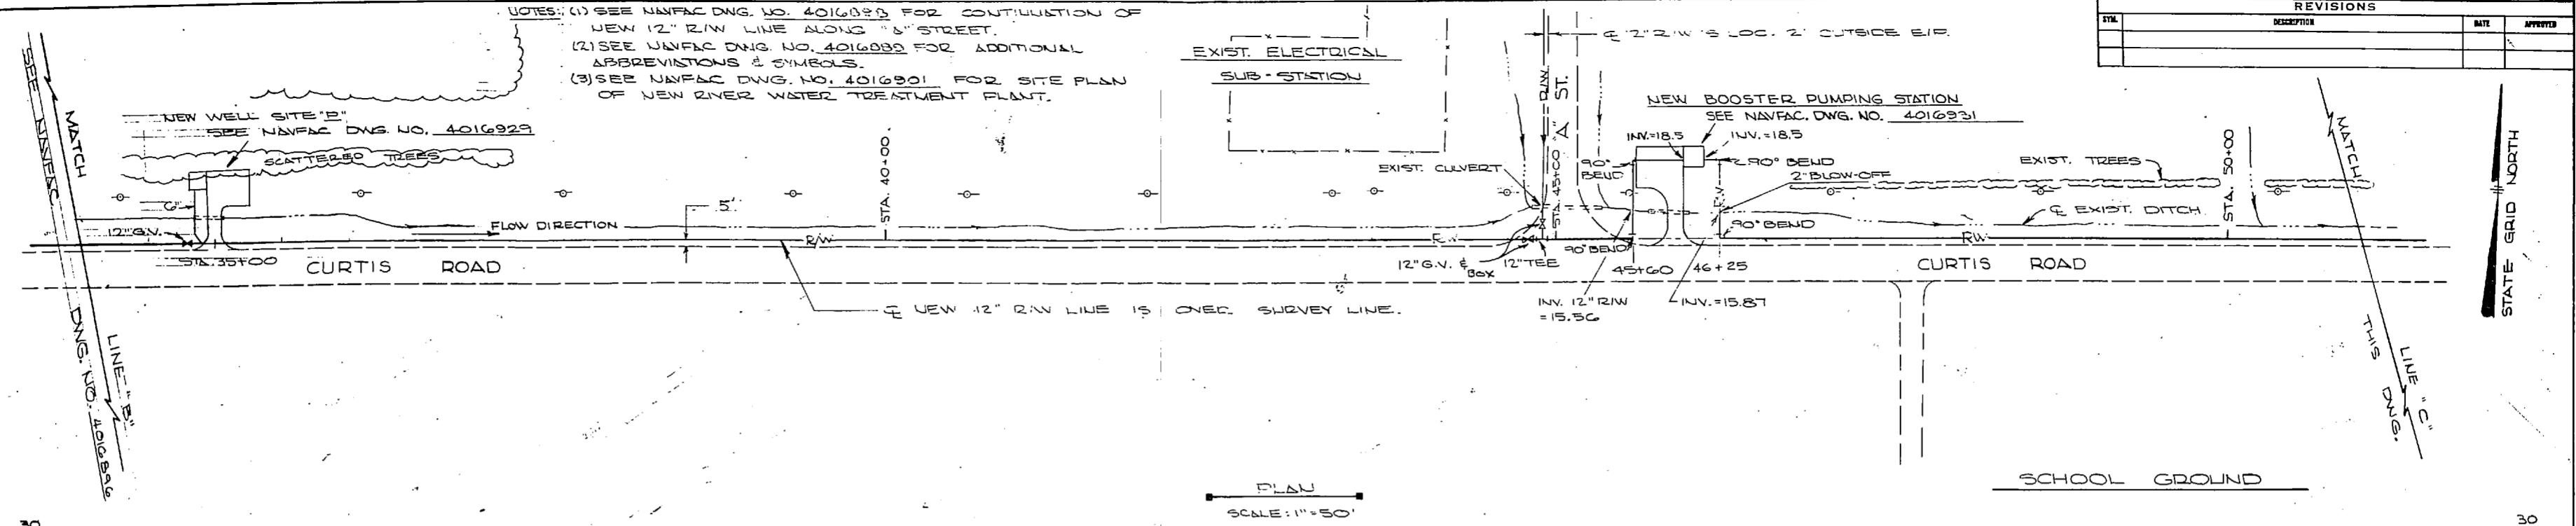 NOTES: (1) SEE NAVFAC DWG. NO. 4016893 FOR CONTINUATION OF
NEW 12" R/W LINE ALONG "A" STREET.
(2) SEE NAVFAC DWG. NO. 4016889 FOR ADDITIONAL
ABBREVIATIONS & SYMBOLS.
(3) SEE NAVFAC DWG. NO. 4016901 FOR SITE PLAN
OF NEW RIVER WATER TREATMENT PLANT.
REVISIONS
SYM. DESCRIPTION DATE APPROVED
EXIST. ELECTRICAL
SUB-STATION
℄ 12" R/W IS LOC. 2' OUTSIDE E/P.
R/W
"A" ST.
STA. 45+00
NEW BOOSTER PUMPING STATION
SEE NAVFAC. DWG. NO. 4016931
INV.=18.5
INV.=18.5
90° BEND
2-90° BEND
2" BLOW-OFF
R/W
90° BEND
EXIST. TREES
℄ EXIST. DITCH
STA. 50+00
MATCH LINE "C"
THIS DWG.
STATE GRID NORTH
MATCH LINE "B"
SEE NAVFAC DWG. NO. 4016896
NEW WELL SITE
SEE NAVFAC DWG. NO. 4016929
SCATTERED TREES
6"
12" G.V.
STA. 35+00
CURTIS ROAD
FLOW DIRECTION
5'
STA. 40+00
R/W
EXIST. CULVERT
R/W
12" G.V. & BOX
12" TEE
90° BEND
45+60
46+25
INV. 12" R/W
=15.56
INV.=15.87
R/W
CURTIS ROAD
℄ NEW 12" R/W LINE IS OVER SURVEY LINE.
SCHOOL GROUND
PLAN
SCALE: 1"=50'
30
30